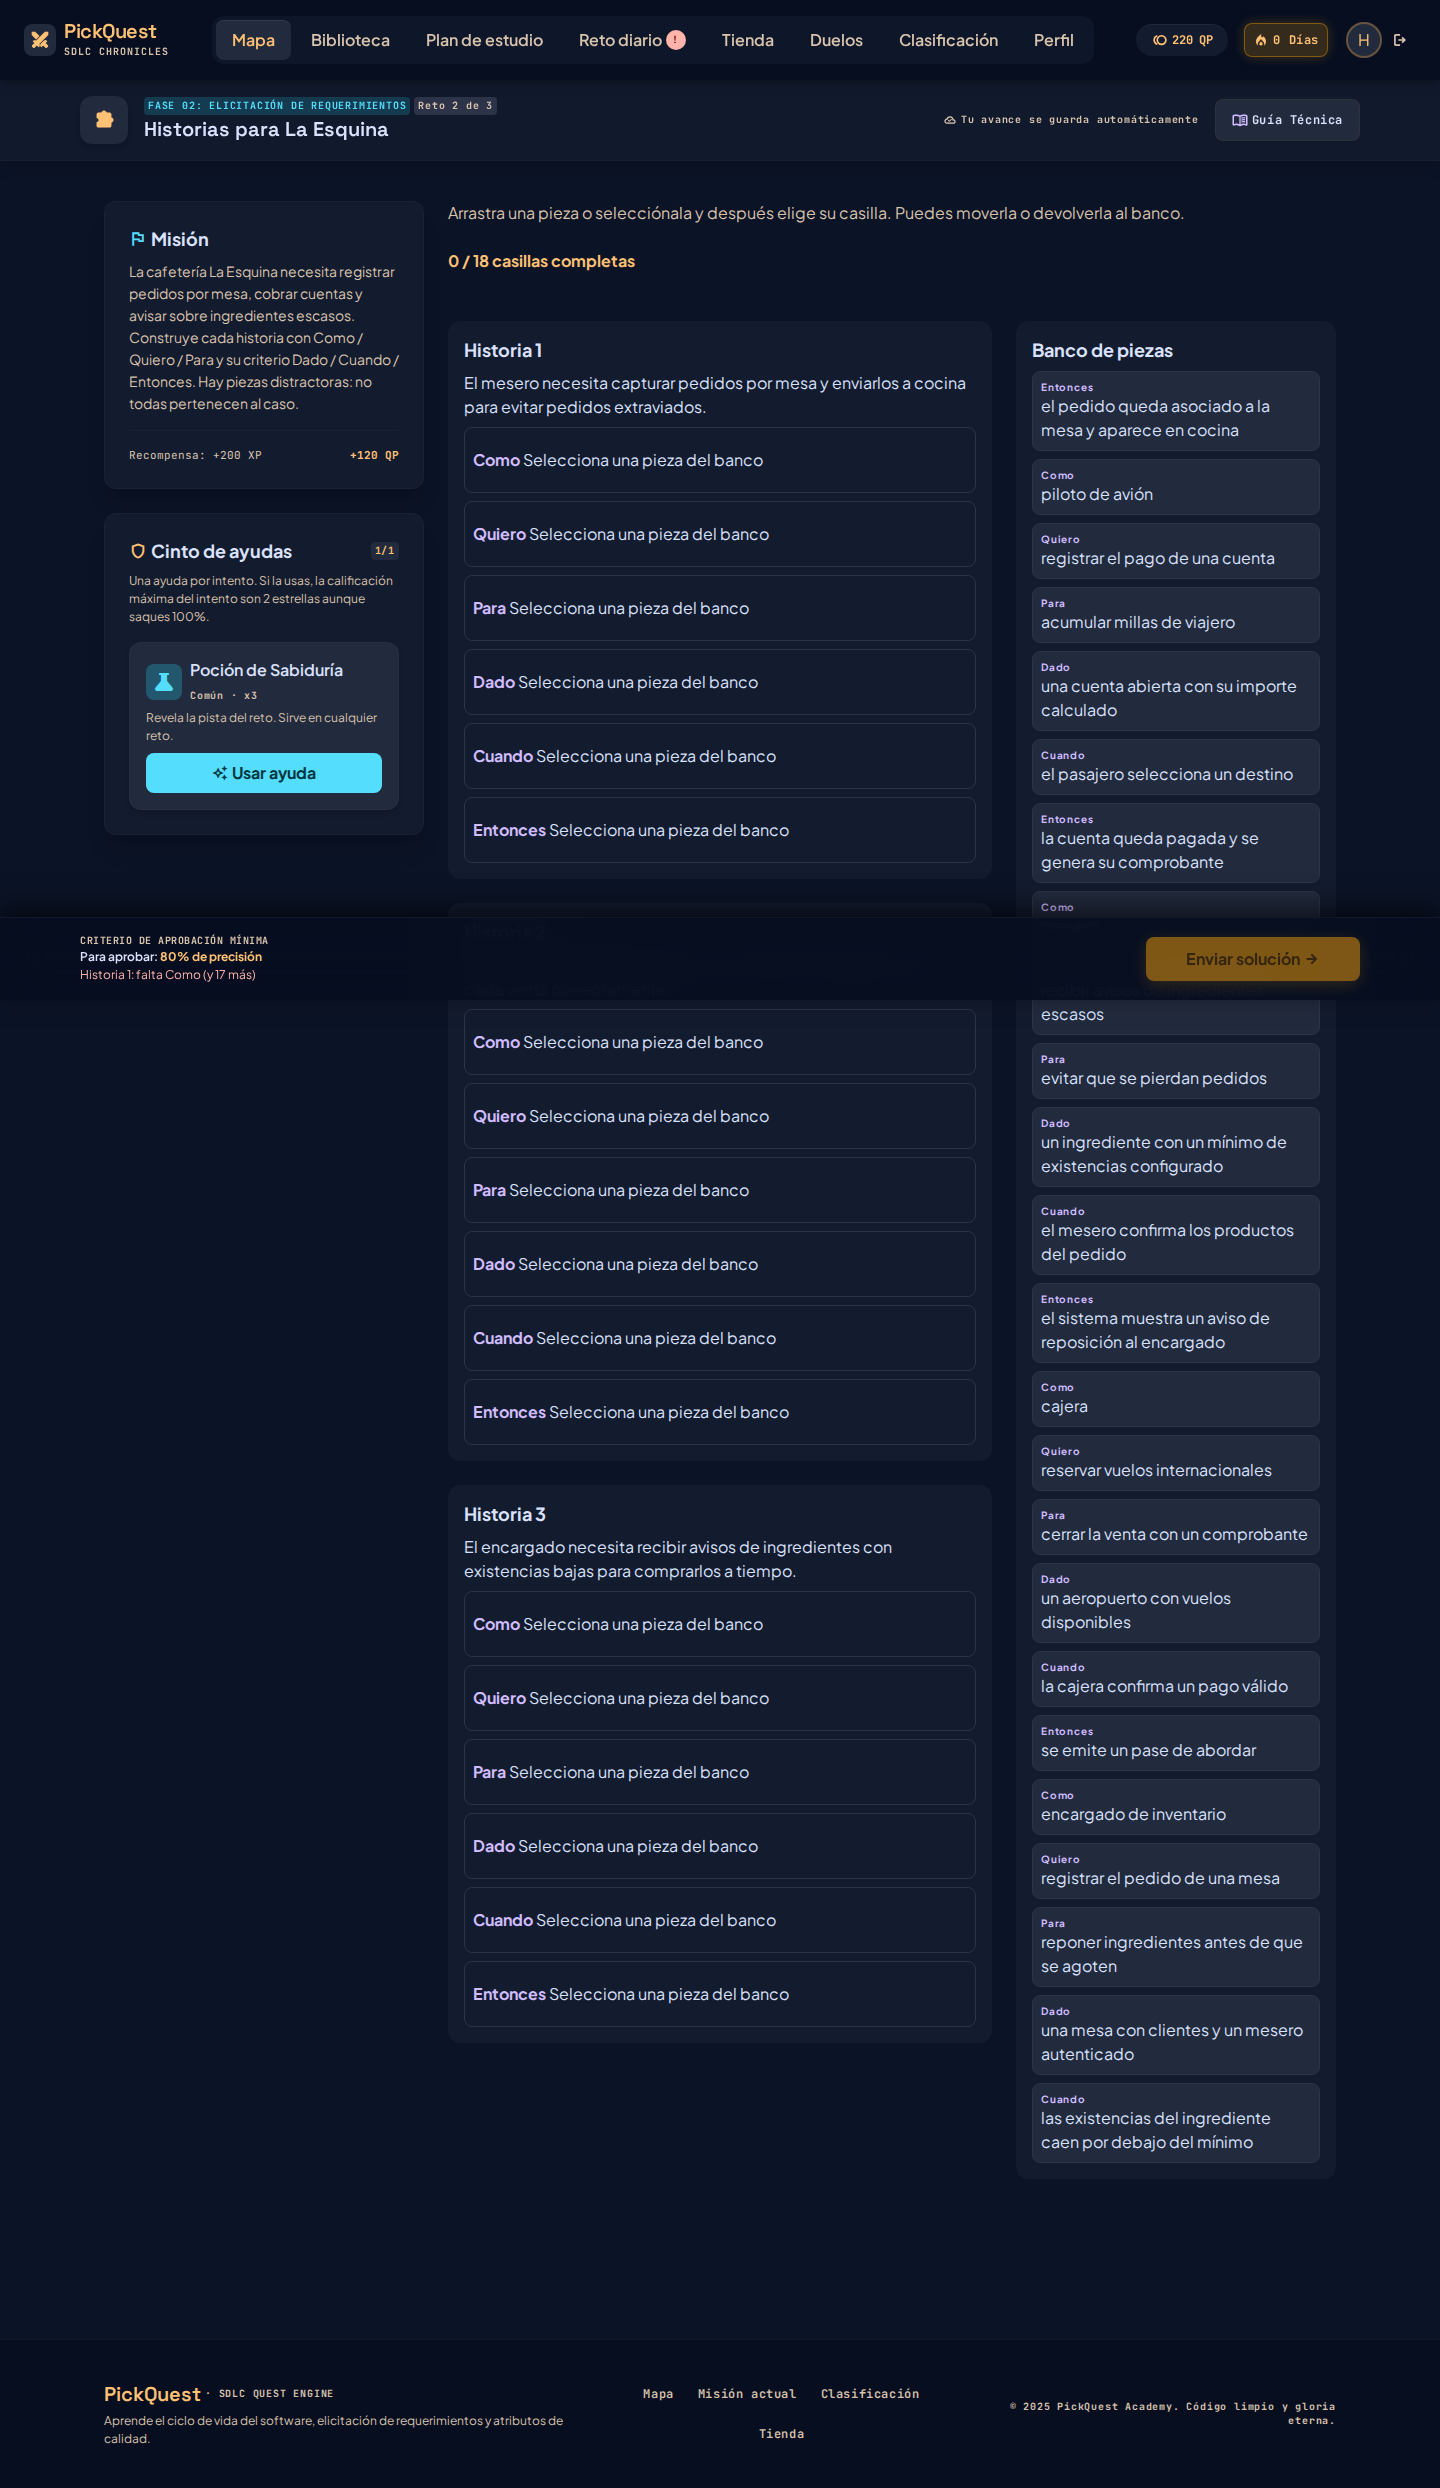 PickQuest
SDLC CHRONICLES
Mapa
Biblioteca
Plan de estudio
Reto diario !
Tienda
Duelos
Clasificación
Perfil
220 QP
0 Días
H
FASE 02: ELICITACIÓN DE REQUERIMIENTOS
Reto 2 de 3
Historias para La Esquina
Tu avance se guarda automáticamente
Guía Técnica
Misión
La cafetería La Esquina necesita registrar
pedidos por mesa, cobrar cuentas y
avisar sobre ingredientes escasos.
Construye cada historia con Como /
Quiero / Para y su criterio Dado / Cuando /
Entonces. Hay piezas distractoras: no
todas pertenecen al caso.
Recompensa: +200 XP
+120 QP
Cinto de ayudas
1/1
Una ayuda por intento. Si la usas, la calificación
máxima del intento son 2 estrellas aunque
saques 100%.
Poción de Sabiduría
Común · x3
Revela la pista del reto. Sirve en cualquier
reto.
Usar ayuda
Arrastra una pieza o selecciónala y después elige su casilla. Puedes moverla o devolverla al banco.
0 / 18 casillas completas
Historia 1
El mesero necesita capturar pedidos por mesa y enviarlos a cocina
para evitar pedidos extraviados.
Como Selecciona una pieza del banco
Quiero Selecciona una pieza del banco
Para Selecciona una pieza del banco
Dado Selecciona una pieza del banco
Cuando Selecciona una pieza del banco
Entonces Selecciona una pieza del banco
Historia 2
Como Selecciona una pieza del banco
Quiero Selecciona una pieza del banco
Para Selecciona una pieza del banco
Dado Selecciona una pieza del banco
Cuando Selecciona una pieza del banco
Entonces Selecciona una pieza del banco
Historia 3
El encargado necesita recibir avisos de ingredientes con
existencias bajas para comprarlos a tiempo.
Como Selecciona una pieza del banco
Quiero Selecciona una pieza del banco
Para Selecciona una pieza del banco
Dado Selecciona una pieza del banco
Cuando Selecciona una pieza del banco
Entonces Selecciona una pieza del banco
Banco de piezas
Entonces
el pedido queda asociado a la
mesa y aparece en cocina
Como
piloto de avión
Quiero
registrar el pago de una cuenta
Para
acumular millas de viajero
Dado
una cuenta abierta con su importe
calculado
Cuando
el pasajero selecciona un destino
Entonces
la cuenta queda pagada y se
genera su comprobante
Como
escasos
Para
evitar que se pierdan pedidos
Dado
un ingrediente con un mínimo de
existencias configurado
Cuando
el mesero confirma los productos
del pedido
Entonces
el sistema muestra un aviso de
reposición al encargado
Como
cajera
Quiero
reservar vuelos internacionales
Para
cerrar la venta con un comprobante
Dado
un aeropuerto con vuelos
disponibles
Cuando
la cajera confirma un pago válido
Entonces
se emite un pase de abordar
Como
encargado de inventario
Quiero
registrar el pedido de una mesa
Para
reponer ingredientes antes de que
se agoten
Dado
una mesa con clientes y un mesero
autenticado
Cuando
las existencias del ingrediente
caen por debajo del mínimo
CRITERIO DE APROBACIÓN MÍNIMA
Para aprobar: 80% de precisión
Historia 1: falta Como (y 17 más)
Enviar solución
PickQuest · SDLC QUEST ENGINE
Aprende el ciclo de vida del software, elicitación de requerimientos y atributos de
calidad.
Mapa
Misión actual
Clasificación
Tienda
© 2025 PickQuest Academy. Código limpio y gloria
eterna.